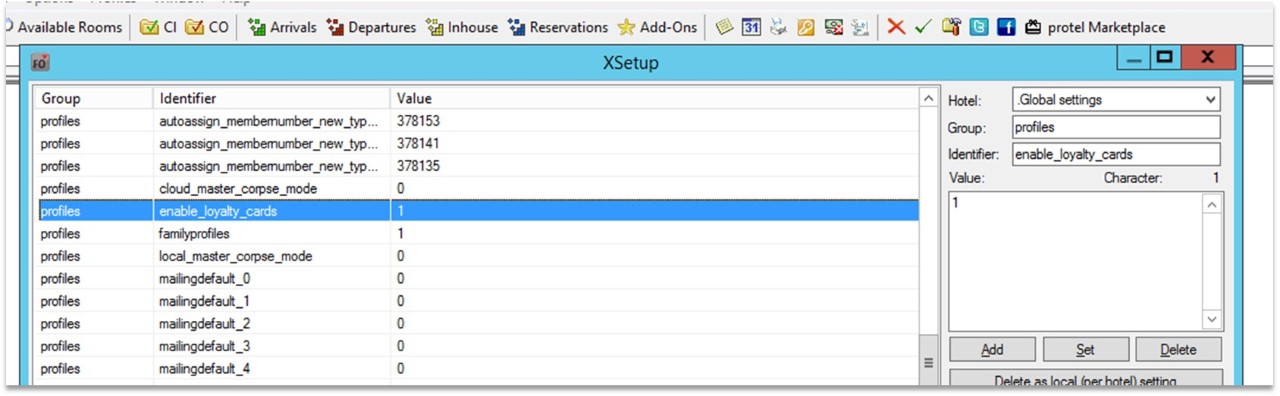 Available Rooms CI CO Arrivals Departures Inhouse Reservations Add-Ons 31 protel Marketplace
FO XSetup
Group Identifier Value
profiles autoassign_membernumber_new_typ... 378153
profiles autoassign_membernumber_new_typ... 378141
profiles autoassign_membernumber_new_typ... 378135
profiles cloud_master_corpse_mode 0
profiles enable_loyalty_cards 1
profiles familyprofiles 1
profiles local_master_corpse_mode 0
profiles mailingdefault_0 0
profiles mailingdefault_1 0
profiles mailingdefault_2 0
profiles mailingdefault_3 0
profiles mailingdefault_4 0
Hotel: .Global settings
Group: profiles
Identifier: enable_loyalty_cards
Value: Character: 1
1
Add Set Delete
Delete as local (per hotel) setting